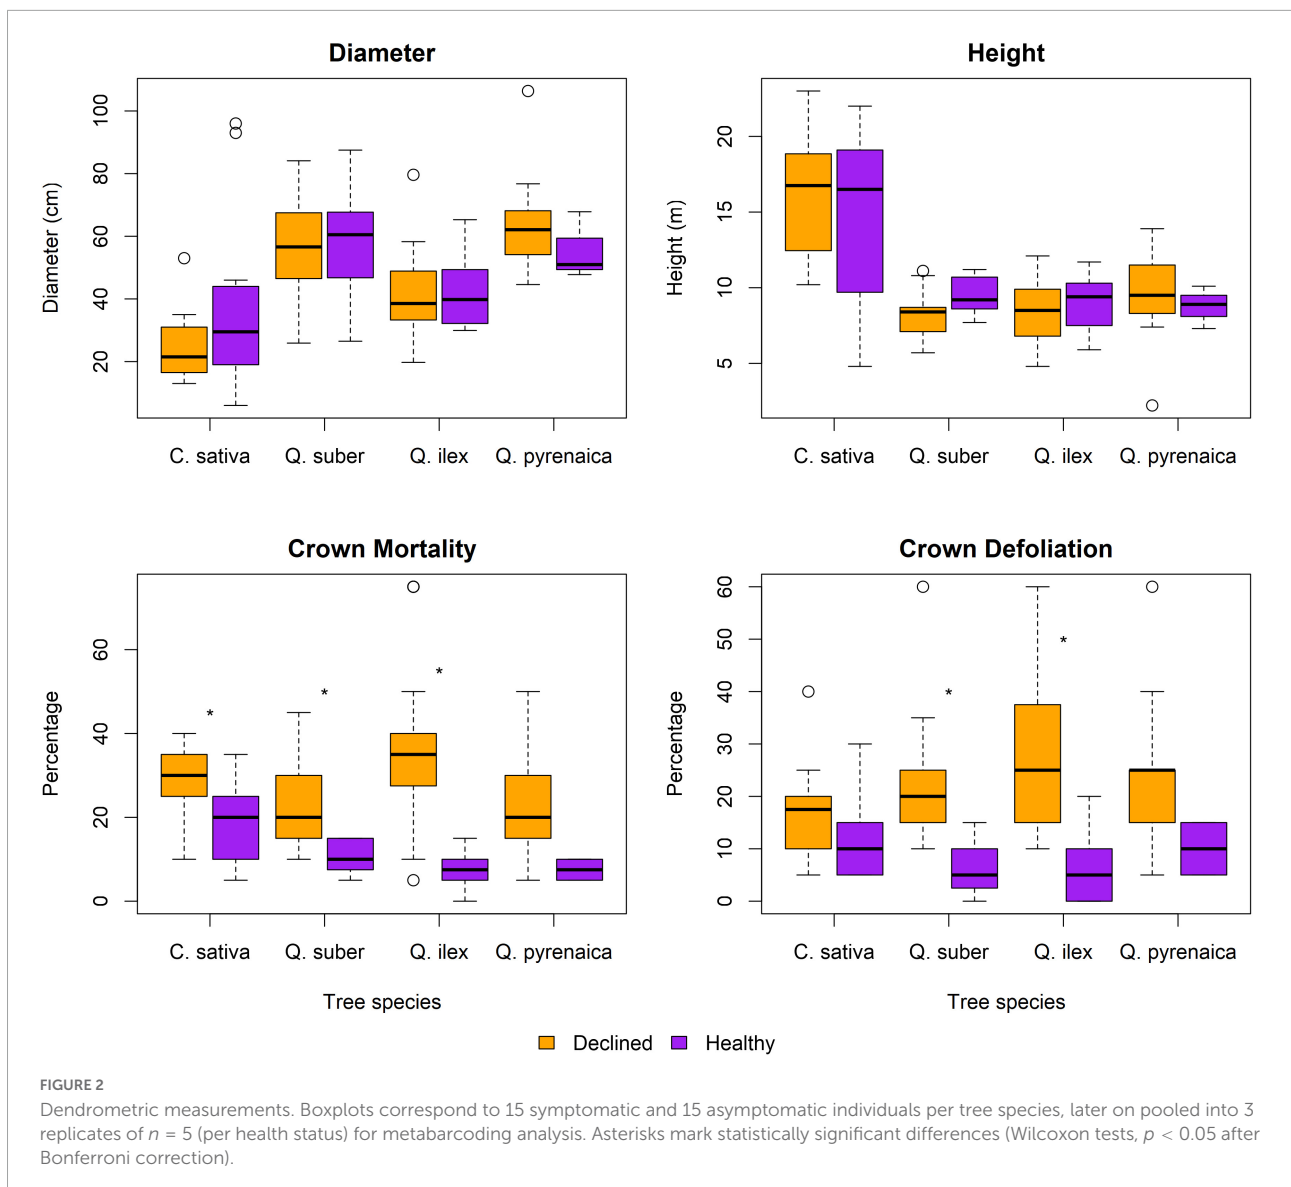 Diameter
Diameter (cm)
20 40 60 80 100
C. sativa Q. suber Q. ilex Q. pyrenaica
Height
Height (m)
5 10 15 20
C. sativa Q. suber Q. ilex Q. pyrenaica
Crown Mortality
Percentage
0 20 40 60
* * *
C. sativa Q. suber Q. ilex Q. pyrenaica
Tree species
Crown Defoliation
Percentage
0 10 20 30 40 50 60
* *
C. sativa Q. suber Q. ilex Q. pyrenaica
Tree species
Declined Healthy
FIGURE 2
Dendrometric measurements. Boxplots correspond to 15 symptomatic and 15 asymptomatic individuals per tree species, later on pooled into 3
replicates of n = 5 (per health status) for metabarcoding analysis. Asterisks mark statistically significant differences (Wilcoxon tests, p < 0.05 after
Bonferroni correction).